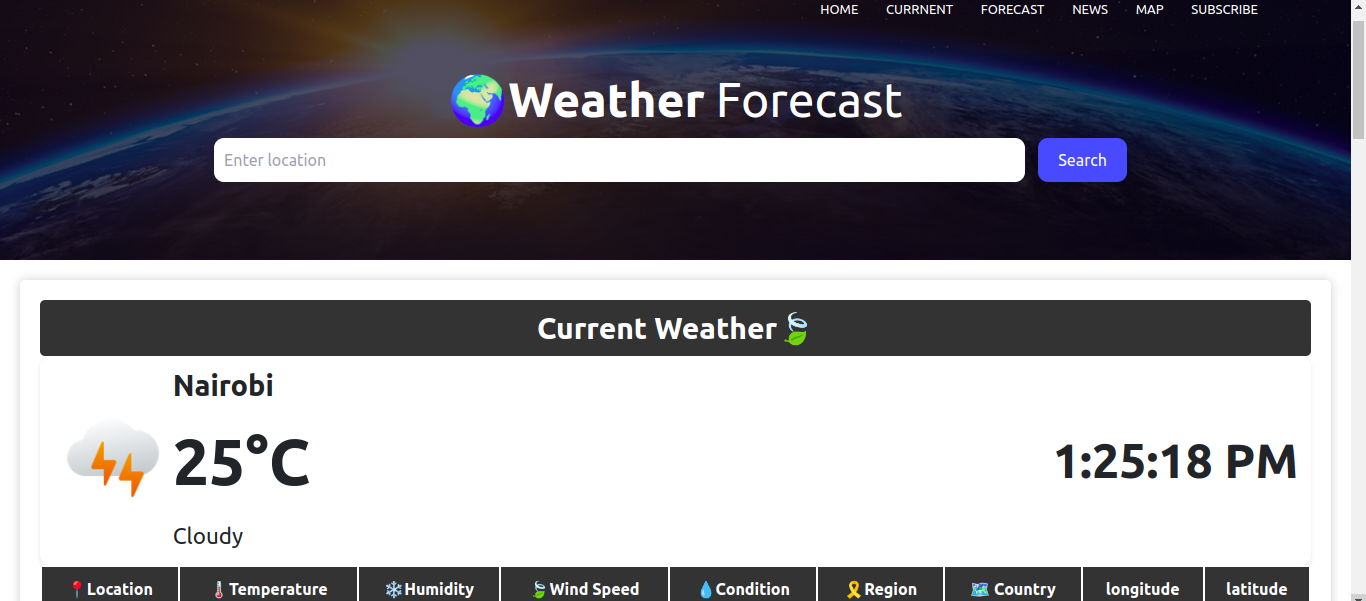 HOME CURRNENT FORECAST NEWS MAP SUBSCRIBE
Weather Forecast
Enter location
Search
Current Weather
Nairobi
25°C
1:25:18 PM
Cloudy
Location Temperature Humidity Wind Speed Condition Region Country longitude latitude